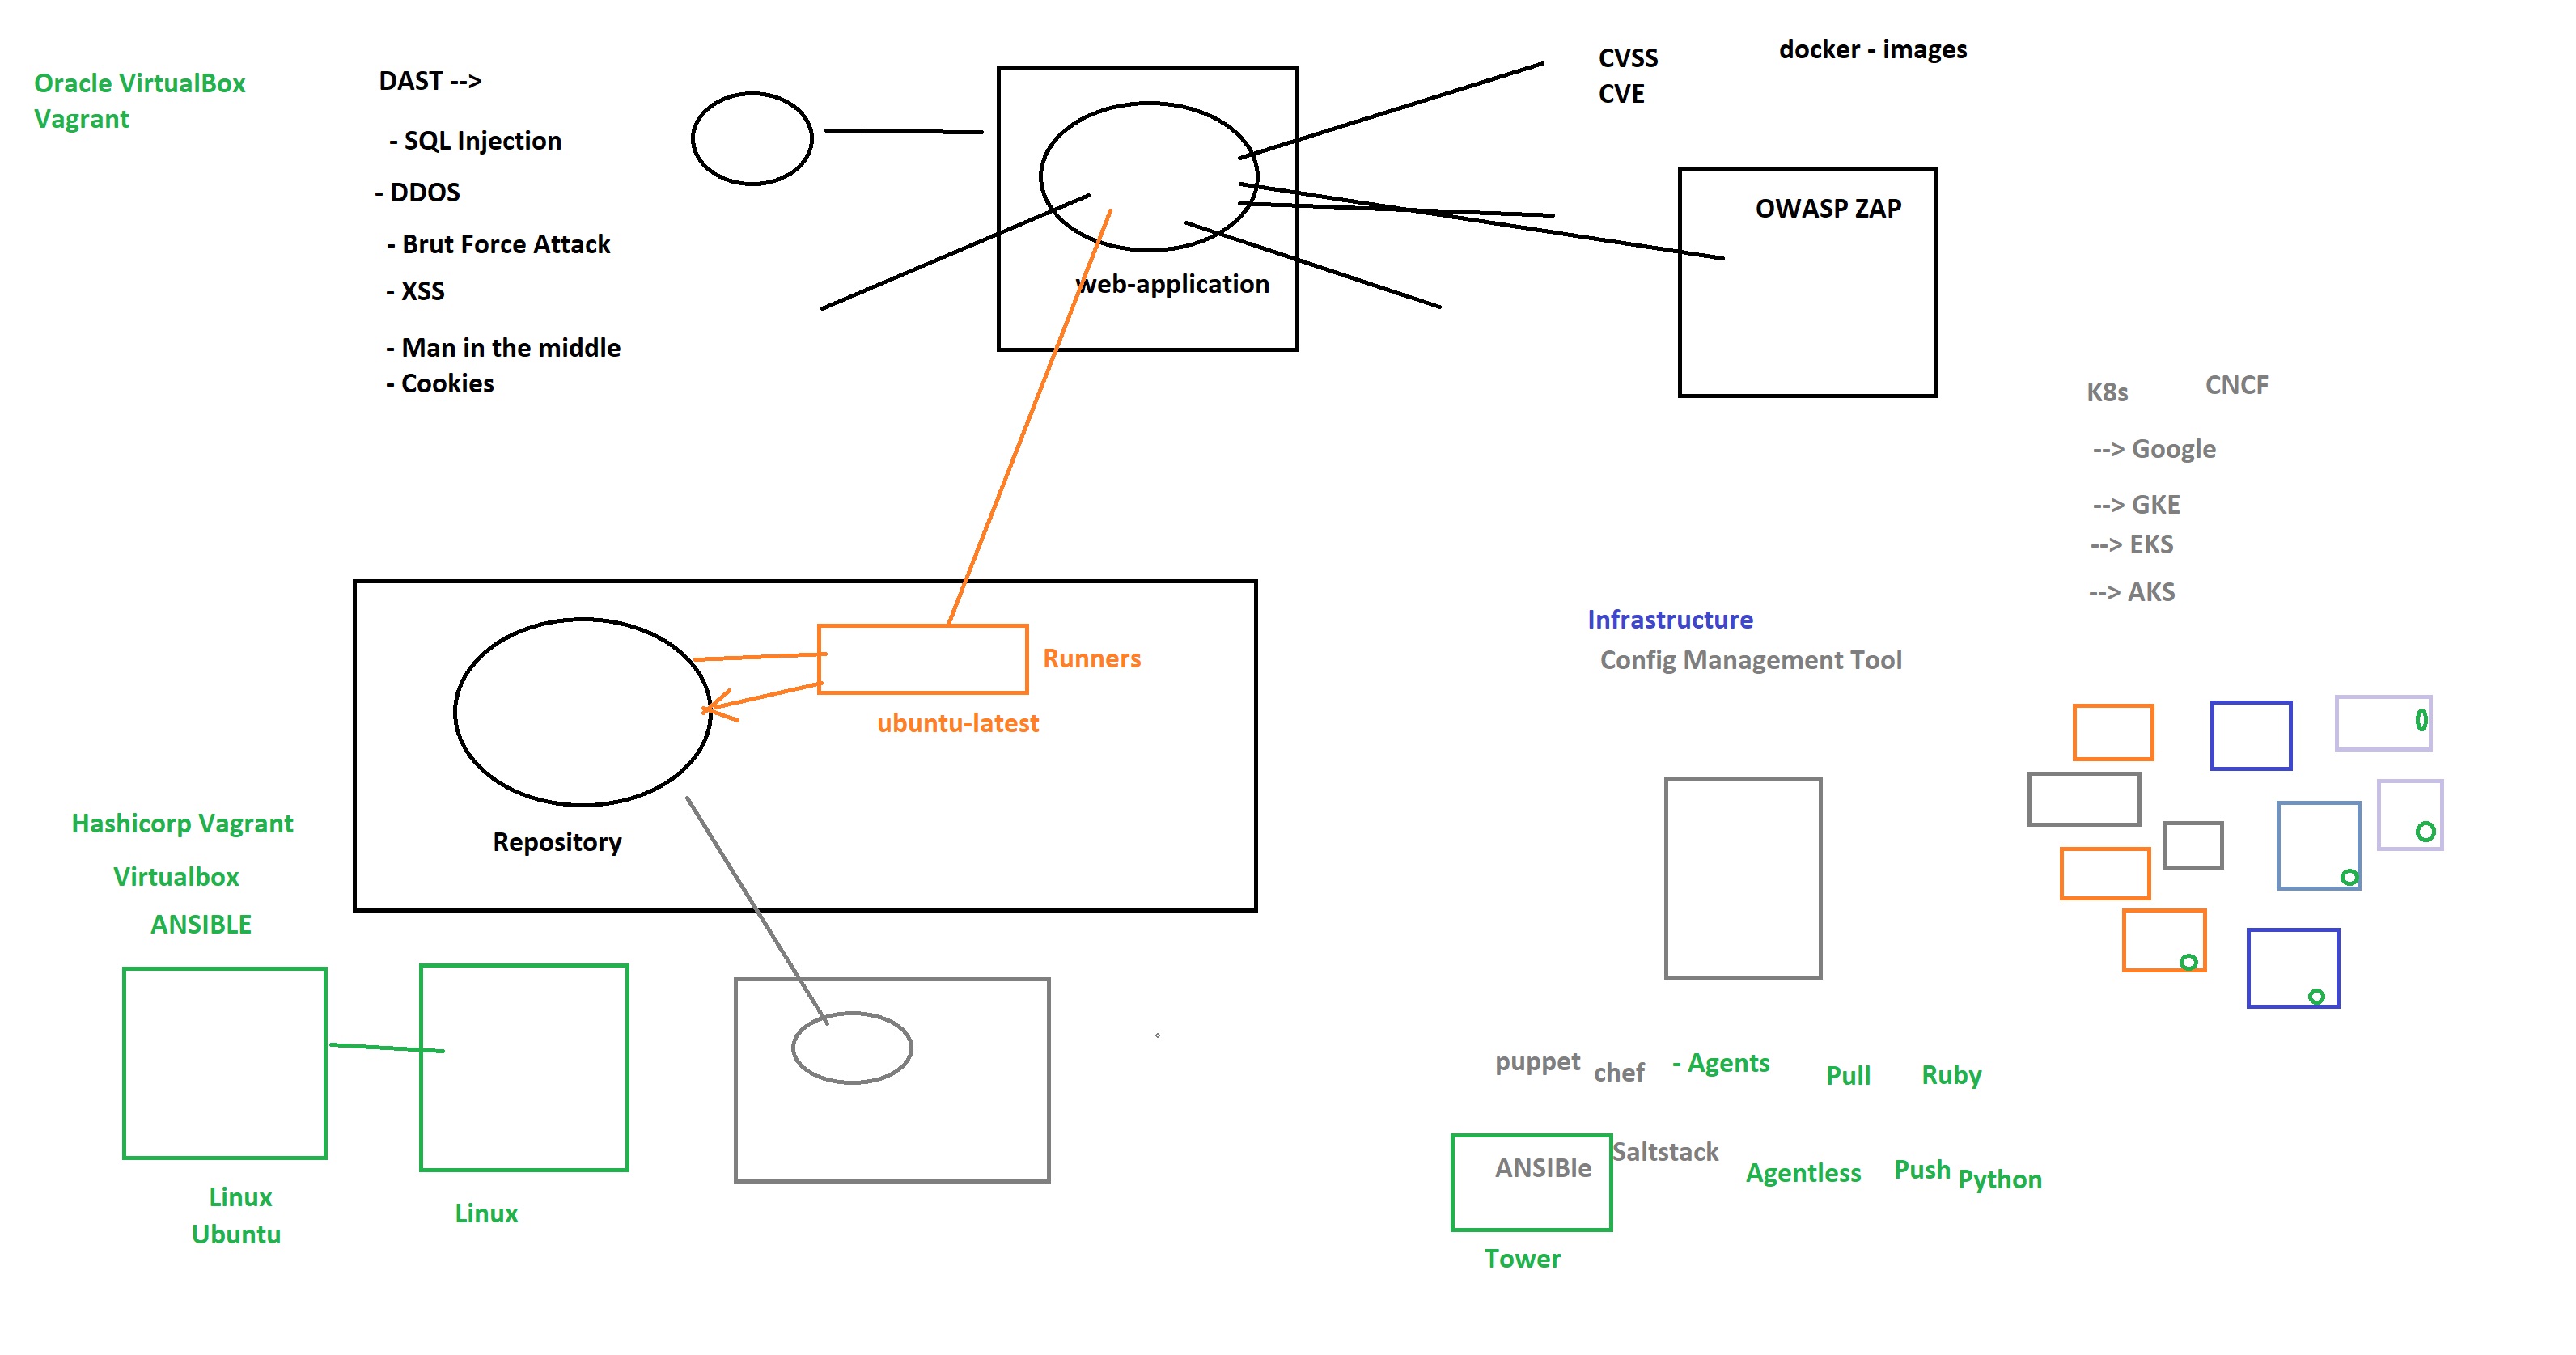 Oracle VirtualBox
Vagrant
DAST -->
- SQL Injection
- DDOS
- Brut Force Attack
- XSS
- Man in the middle
- Cookies
web-application
CVSS
CVE
docker - images
OWASP ZAP
K8s
CNCF
--> Google
--> GKE
--> EKS
--> AKS
Runners
ubuntu-latest
Repository
Infrastructure
Config Management Tool
Hashicorp Vagrant
Virtualbox
ANSIBLE
Linux
Ubuntu
Linux
puppet
chef
- Agents
Pull
Ruby
ANSIBle
Saltstack
Agentless
Push
Python
Tower